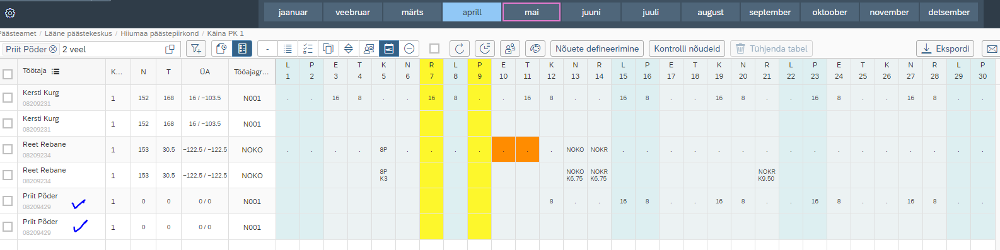 jaanuar veebruar märts aprill mai juuni juuli august september oktoober november detsember
Päästeamet / Lääne päästekeskus / Hiiumaa päästepiirkond / Käina PK 1
Priit Põder 2 veel - Nõuete defineerimine Kontrolli nõudeid Tühjenda tabel Ekspordi
L P E T K N R L P E T K N R L P E T K N R L P E T K N R L P
Töötaja K... N T ÜA Tööajagr... 1 2 3 4 5 6 7 8 9 10 11 12 13 14 15 16 17 18 19 20 21 22 23 24 25 26 27 28 29 30
Kersti Kurg 1 152 168 16 / −103.5 N001 . . 16 8 . . 16 8 . . 16 8 . . 16 8 . . 16 8 . . 16 8 . . 16 8 . .
08209231
Kersti Kurg 1 152 168 16 / −103.5 N001
08209231
Reet Rebane 1 153 30.5 −122.5 / −122.5 NOKO . . . . 8P . . . . . . . NOKO NOKR . . . . . . . . . . . . . . . .
08209234
Reet Rebane 1 153 30.5 −122.5 / −122.5 NOKO 8P NOKO NOKR NOKR
08209234 K3 K6.75 K6.75 K9.50
Priit Põder 1 0 0 0 / 0 N001 8 . . 16 8 . . 16 8 . . 16 8 . . 16 8 . .
08209429
Priit Põder 1 0 0 0 / 0 N001
08209429